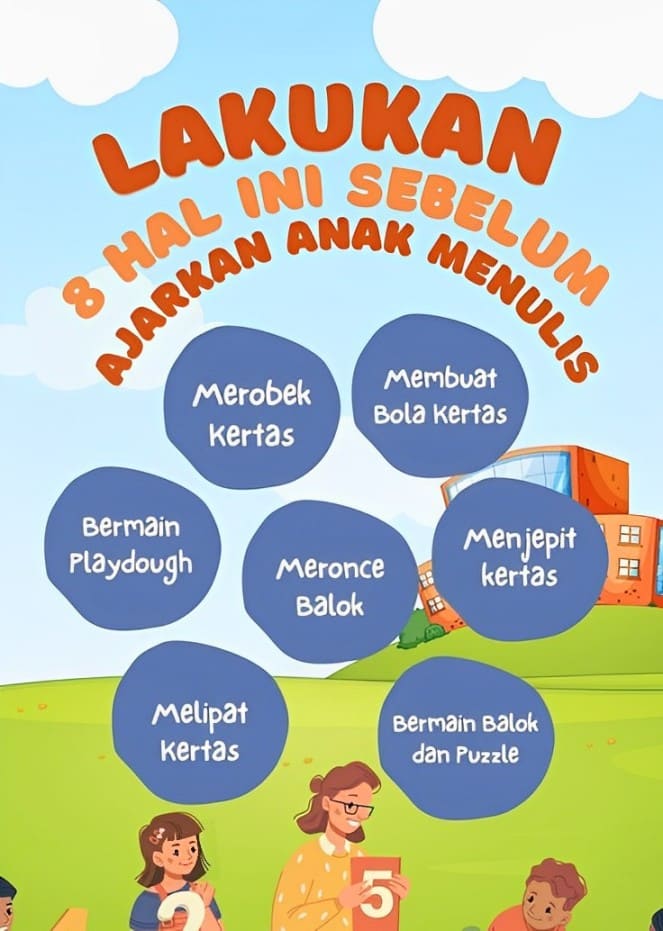 LAKUKAN
8 HAL INI SEBELUM
AJARKAN ANAK MENULIS
Merobek
Kertas
Membuat
Bola Kertas
Bermain
Playdough
Meronce
Balok
Menjepit
kertas
Melipat
Kertas
Bermain Balok
dan Puzzle
2
5